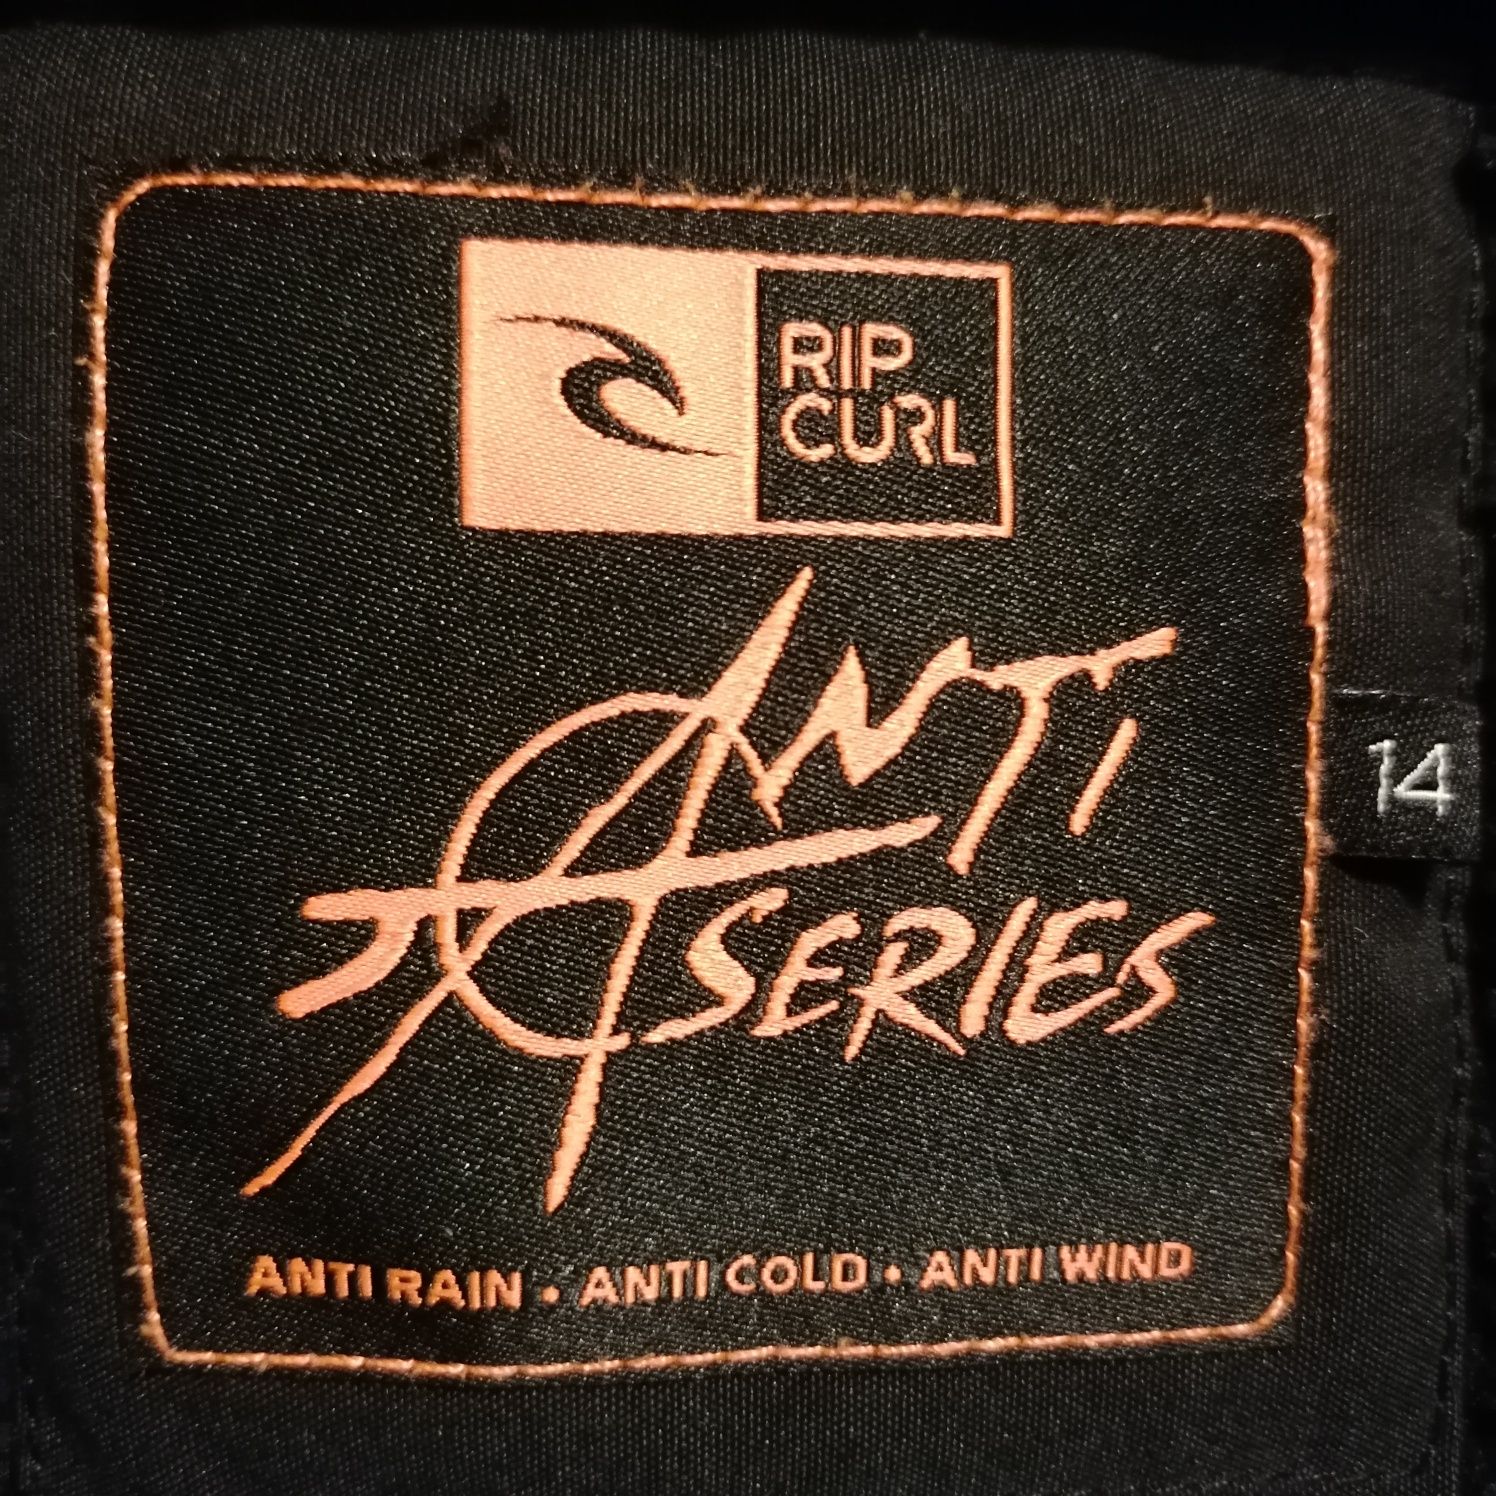 RIP
CURL
ANTI
SERIES
14
ANTI RAIN • ANTI COLD • ANTI WIND